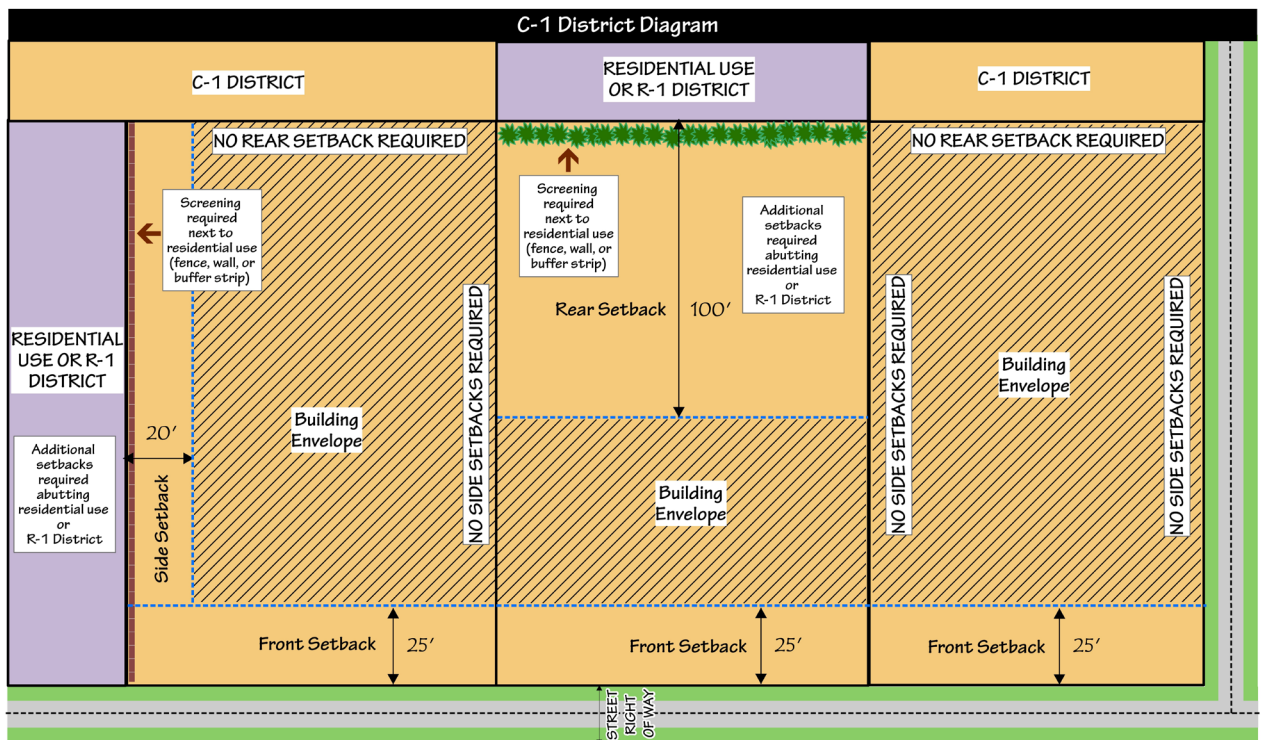 C-1 District Diagram
C-1 DISTRICT
RESIDENTIAL USE
OR R-1 DISTRICT
C-1 DISTRICT
NO REAR SETBACK REQUIRED
NO REAR SETBACK REQUIRED
Screening
required
next to
residential use
(fence, wall, or
buffer strip)
Screening
required
next to
residential use
(fence, wall, or
buffer strip)
Additional
setbacks
required
abutting
residential use
or
R-1 District
Rear Setback
100′
RESIDENTIAL
USE OR R-1
DISTRICT
NO SIDE SETBACKS REQUIRED
NO SIDE SETBACKS REQUIRED
NO SIDE SETBACKS REQUIRED
Building
Envelope
Building
Envelope
20′
Additional
setbacks
required
abutting
residential use
or
R-1 District
Side Setback
Building
Envelope
Front Setback
25′
Front Setback
25′
Front Setback
25′
STREET
RIGHT
OF WAY